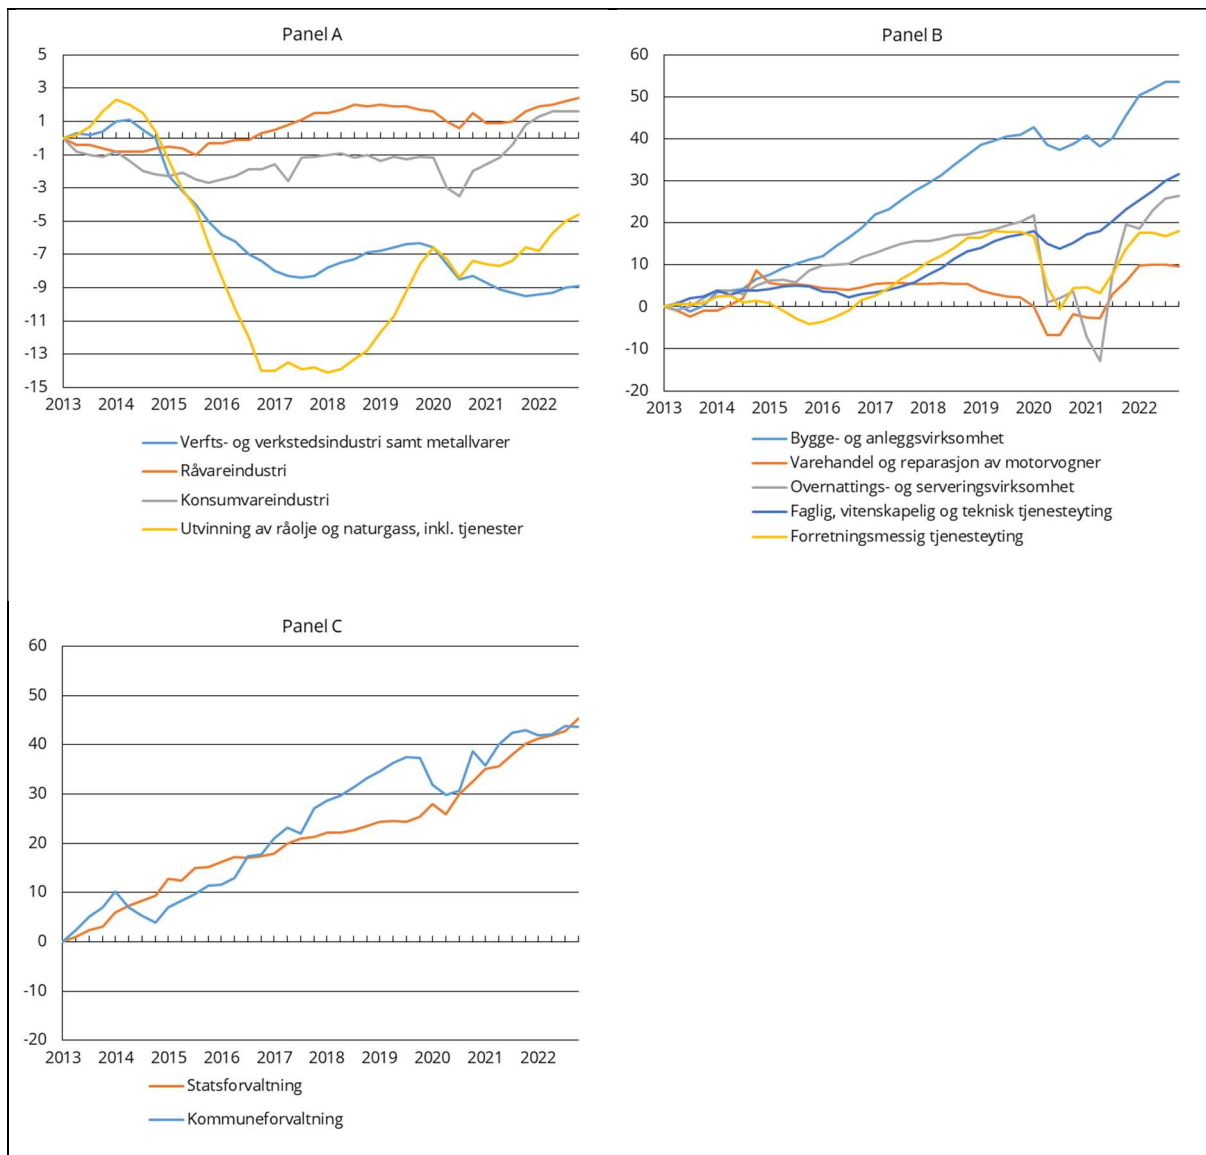 Panel A
5
3
1
-1
-3
-5
-7
-9
-11
-13
-15
2013 2014 2015 2016 2017 2018 2019 2020 2021 2022
Verfts- og verkstedsindustri samt metallvarer
Råvareindustri
Konsumvareindustri
Utvinning av råolje og naturgass, inkl. tjenester
Panel B
60
50
40
30
20
10
0
-10
-20
2013 2014 2015 2016 2017 2018 2019 2020 2021 2022
Bygge- og anleggsvirksomhet
Varehandel og reparasjon av motorvogner
Overnattings- og serveringsvirksomhet
Faglig, vitenskapelig og teknisk tjenesteyting
Forretningsmessig tjenesteyting
Panel C
60
50
40
30
20
10
0
-10
-20
2013 2014 2015 2016 2017 2018 2019 2020 2021 2022
Statsforvaltning
Kommuneforvaltning